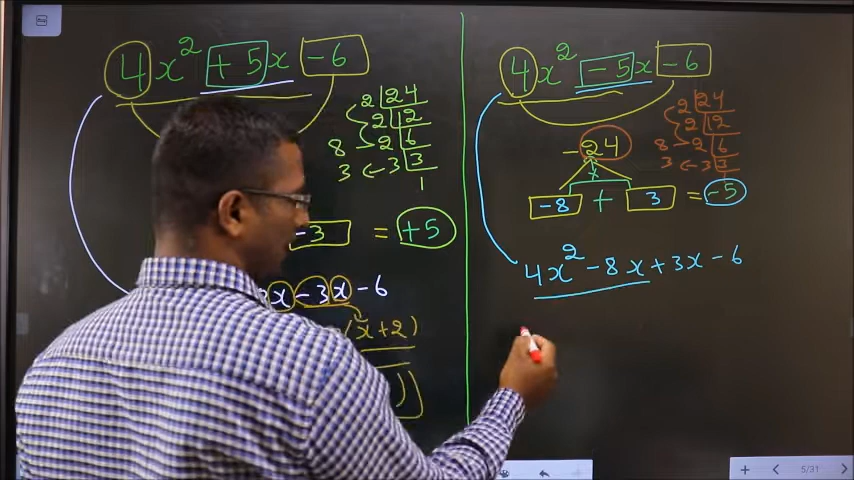 4x² + 5x - 6
2 | 24
2 | 12
8 ← 2 | 6
3 ← 3 | 3
1
-3 = +5
x - 3x - 6
(x + 2)
)
4x² - 5x - 6
2 | 24
2 | 12
8 ← 2 | 6
3 ← 3 | 3
1
-24
x
-8 + 3 = -5
4x² - 8x + 3x - 6
5/31